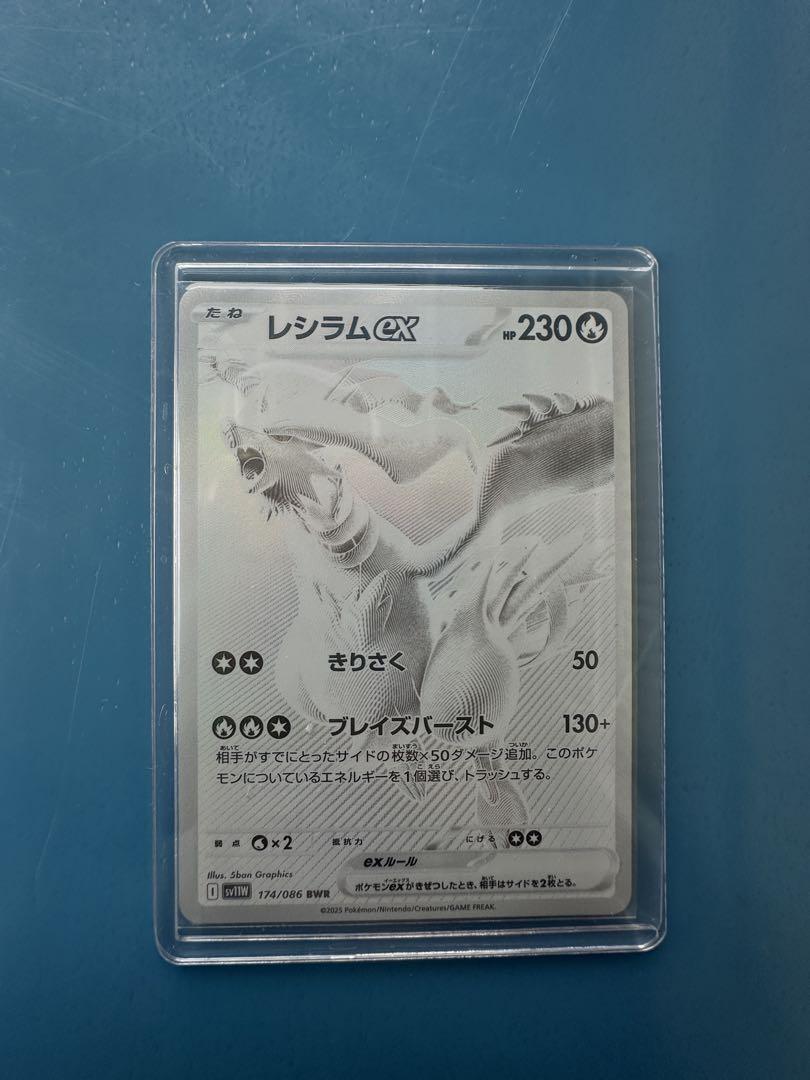 たね レシラムex HP230
きりさく 50
ブレイズバースト 130+
相手がすでにとったサイドの枚数×50ダメージ追加。このポケ
モンについているエネルギーを1個選び、トラッシュする。
弱点 ×2 抵抗力 にげる
exルール
ポケモンexがきぜつしたとき、相手はサイドを2枚とる。
Illus. 5ban Graphics
I sv11W 174/086 BWR
©2025 Pokémon/Nintendo/Creatures/GAME FREAK.